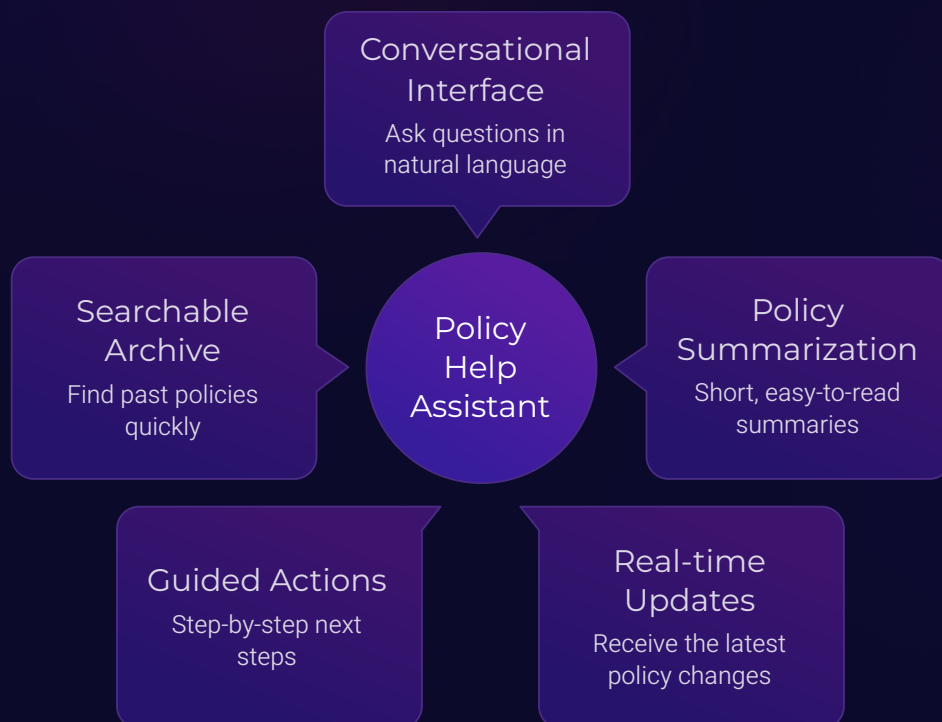 Conversational
Interface
Ask questions in
natural language
Searchable
Archive
Find past policies
quickly
Policy
Help
Assistant
Policy
Summarization
Short, easy-to-read
summaries
Guided Actions
Step-by-step next
steps
Real-time
Updates
Receive the latest
policy changes